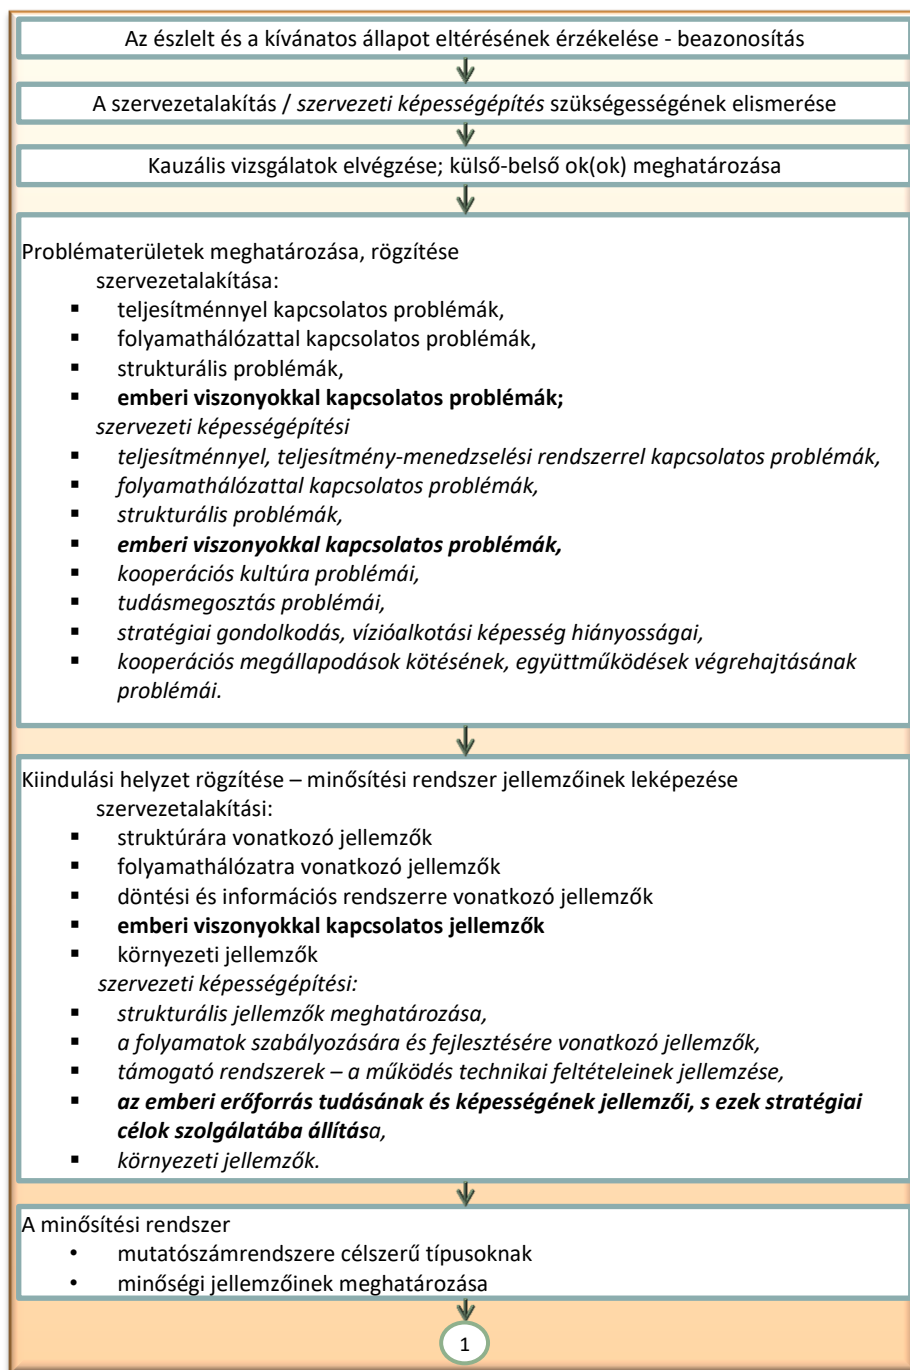 Az észlelt és a kívánatos állapot eltérésének érzékelése - beazonosítás
A szervezetalakítás / szervezeti képességépítés szükségességének elismerése
Kauzális vizsgálatok elvégzése; külső-belső ok(ok) meghatározása
Problématerületek meghatározása, rögzítése
szervezetalakítása:
▪ teljesítménnyel kapcsolatos problémák,
▪ folyamathálózattal kapcsolatos problémák,
▪ strukturális problémák,
▪ emberi viszonyokkal kapcsolatos problémák;
szervezeti képességépítési
▪ teljesítménnyel, teljesítmény-menedzselési rendszerrel kapcsolatos problémák,
▪ folyamathálózattal kapcsolatos problémák,
▪ strukturális problémák,
▪ emberi viszonyokkal kapcsolatos problémák,
▪ kooperációs kultúra problémái,
▪ tudásmegosztás problémái,
▪ stratégiai gondolkodás, vízióalkotási képesség hiányosságai,
▪ kooperációs megállapodások kötésének, együttműködések végrehajtásának
problémái.
Kiindulási helyzet rögzítése – minősítési rendszer jellemzőinek leképezése
szervezetalakítási:
▪ struktúrára vonatkozó jellemzők
▪ folyamathálózatra vonatkozó jellemzők
▪ döntési és információs rendszerre vonatkozó jellemzők
▪ emberi viszonyokkal kapcsolatos jellemzők
▪ környezeti jellemzők
szervezeti képességépítési:
▪ strukturális jellemzők meghatározása,
▪ a folyamatok szabályozására és fejlesztésére vonatkozó jellemzők,
▪ támogató rendszerek – a működés technikai feltételeinek jellemzése,
▪ az emberi erőforrás tudásának és képességének jellemzői, s ezek stratégiai
célok szolgálatába állítása,
▪ környezeti jellemzők.
A minősítési rendszer
• mutatószámrendszere célszerű típusoknak
• minőségi jellemzőinek meghatározása
1